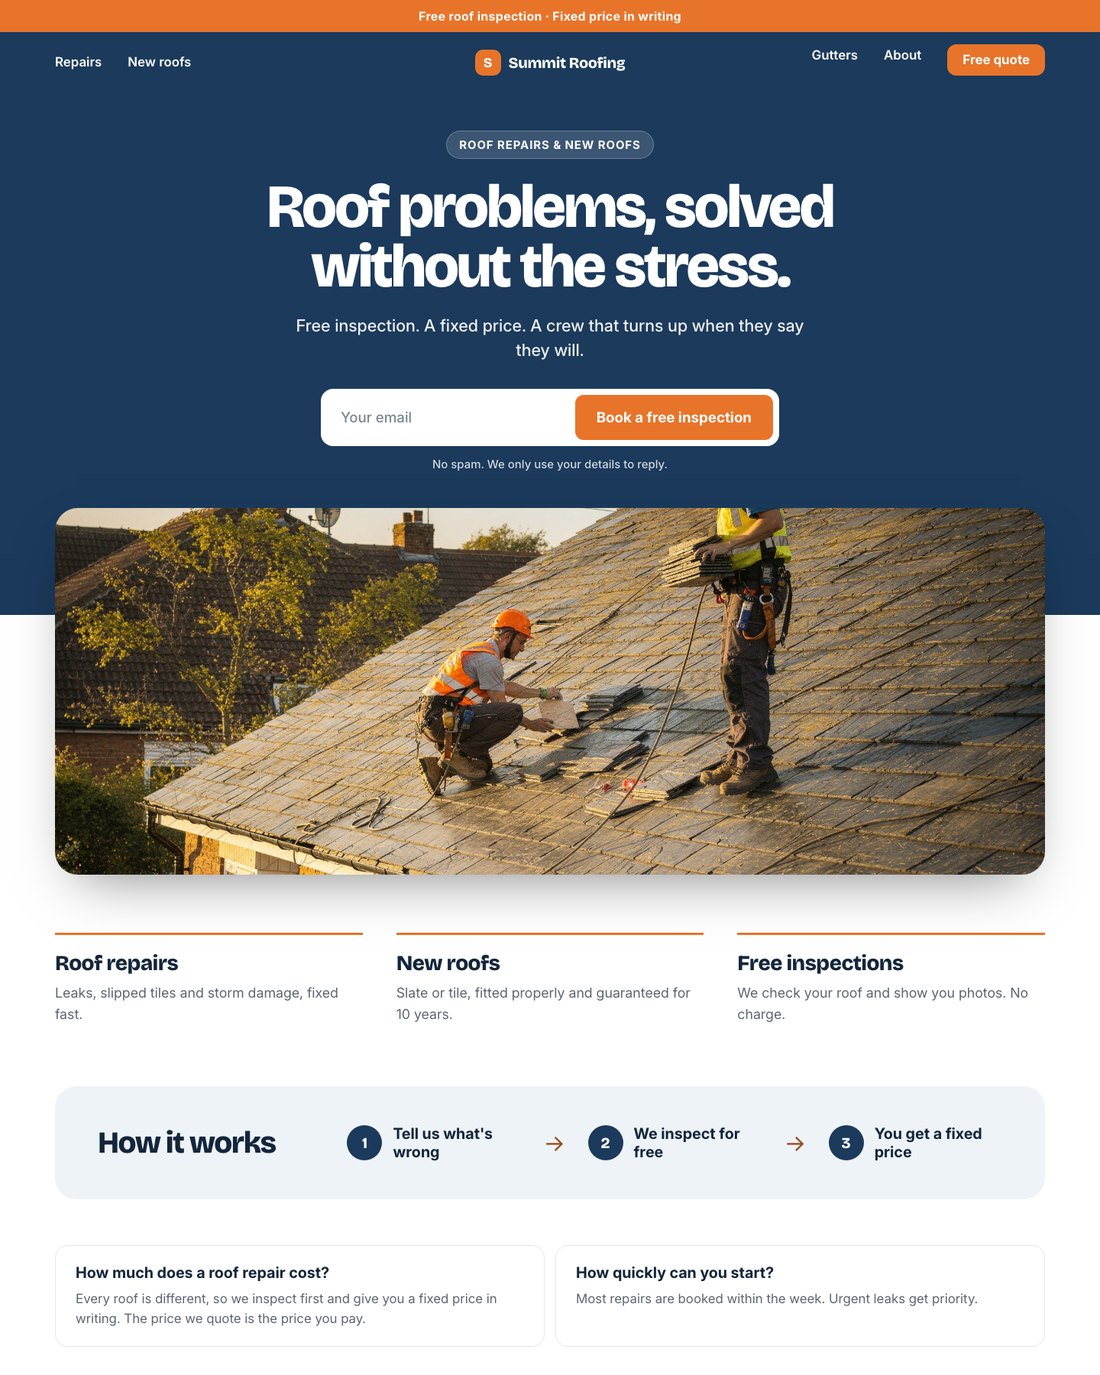 Free roof inspection · Fixed price in writing
Repairs
New roofs
S
Summit Roofing
Gutters
About
Free quote
ROOF REPAIRS & NEW ROOFS
Roof problems, solved
without the stress.
Free inspection. A fixed price. A crew that turns up when they say
they will.
Your email
Book a free inspection
No spam. We only use your details to reply.
Roof repairs
Leaks, slipped tiles and storm damage, fixed
fast.
New roofs
Slate or tile, fitted properly and guaranteed for
10 years.
Free inspections
We check your roof and show you photos. No
charge.
How it works
1
Tell us what's
wrong
2
We inspect for
free
3
You get a fixed
price
How much does a roof repair cost?
Every roof is different, so we inspect first and give you a fixed price in
writing. The price we quote is the price you pay.
How quickly can you start?
Most repairs are booked within the week. Urgent leaks get priority.